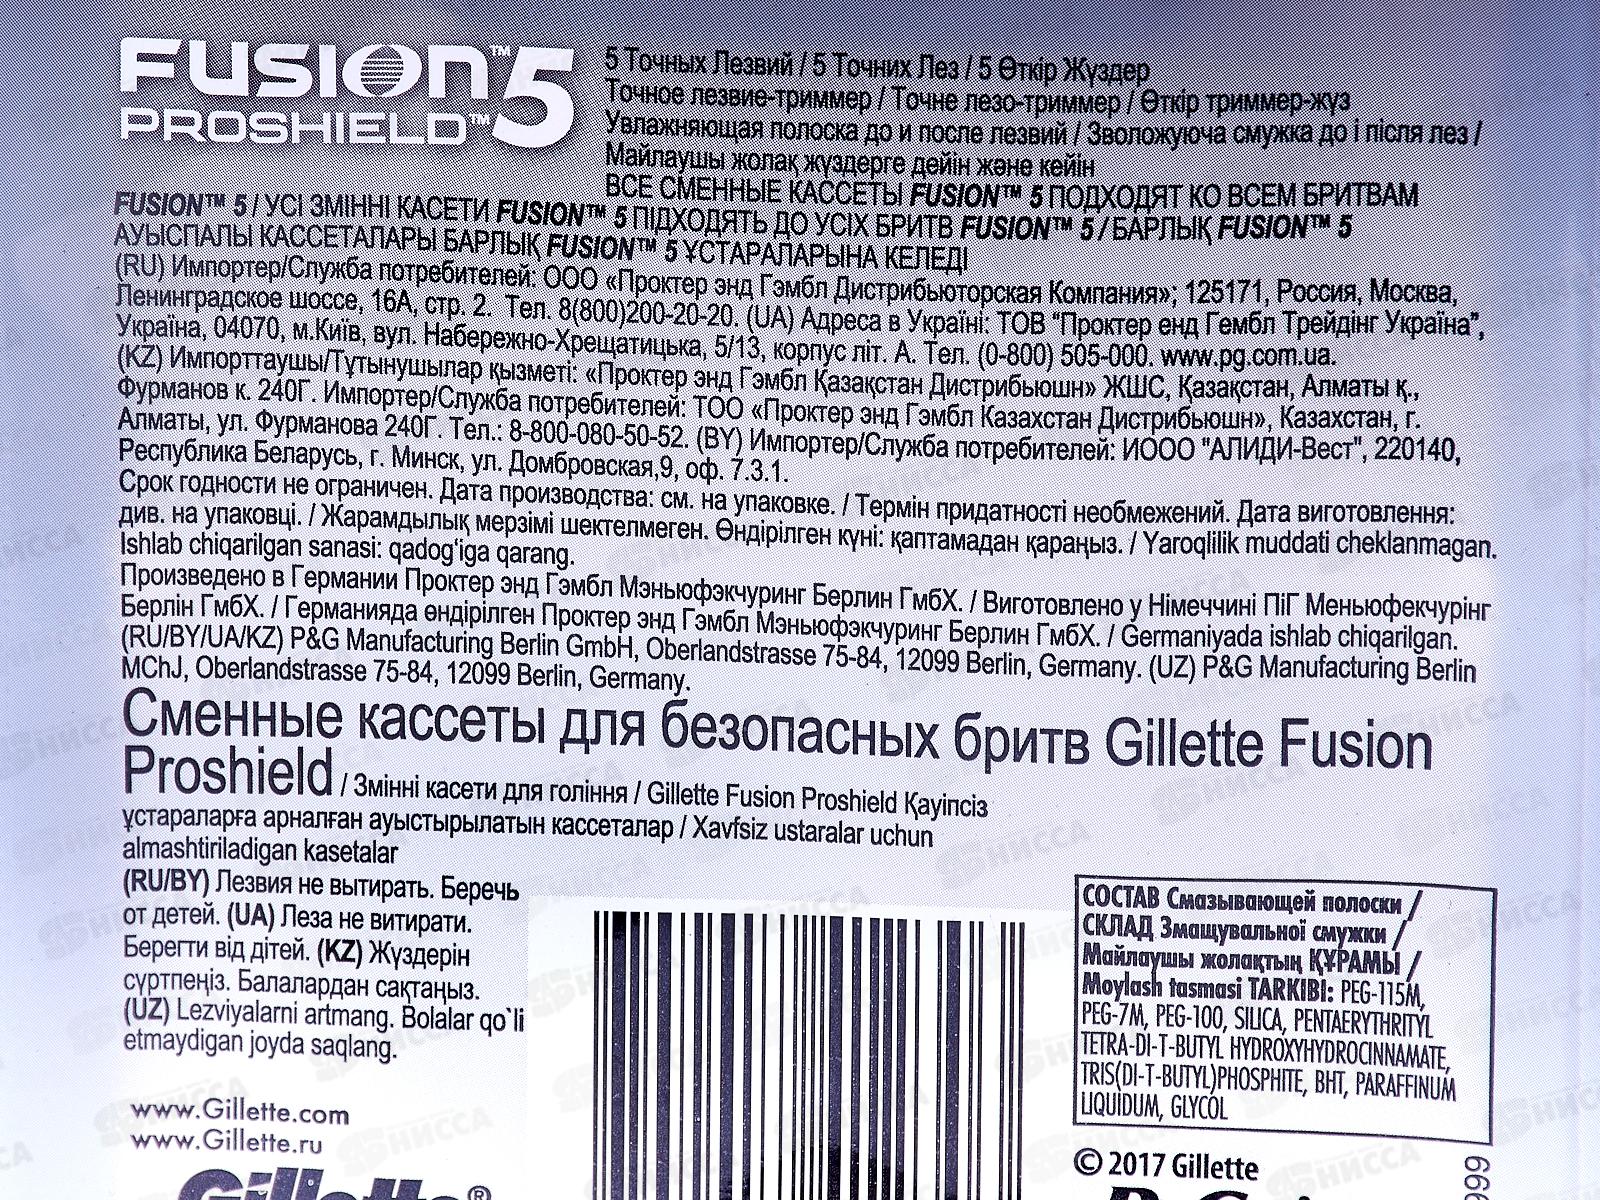 FUSION™5
PROSHIELD™
5 Точных Лезвий / 5 Точних Лез / 5 Өткір Жүздер
Точное лезвие-триммер / Точне лезо-триммер / Өткір триммер-жүз
Увлажняющая полоска до и после лезвий / Зволожуюча смужка до і після лез /
Майлаушы жолақ жүздерге дейін және кейін
ВСЕ СМЕННЫЕ КАССЕТЫ FUSION™ 5 ПОДХОДЯТ КО ВСЕМ БРИТВАМ
FUSION™ 5 / УСІ ЗМІННІ КАСЕТИ FUSION™ 5 ПІДХОДЯТЬ ДО УСІХ БРИТВ FUSION™ 5 / БАРЛЫҚ FUSION™ 5
АУЫСПАЛЫ КАССЕТАЛАРЫ БАРЛЫҚ FUSION™ 5 ҰСТАРАЛАРЫНА КЕЛЕДІ
(RU) Импортер/Служба потребителей: ООО «Проктер энд Гэмбл Дистрибьюторская Компания»; 125171, Россия, Москва,
Ленинградское шоссе, 16А, стр. 2. Тел. 8(800)200-20-20. (UA) Адреса в Україні: ТОВ "Проктер енд Гембл Трейдінг Україна",
Україна, 04070, м.Київ, вул. Набережно-Хрещатицька, 5/13, корпус літ. А. Тел. (0-800) 505-000. www.pg.com.ua.
(KZ) Импорттаушы/Тұтынушылар қызметі: «Проктер энд Гэмбл Қазақстан Дистрибьюшн» ЖШС, Қазақстан, Алматы қ.,
Фурманов к. 240Г. Импортер/Служба потребителей: ТОО «Проктер энд Гэмбл Казахстан Дистрибьюшн», Казахстан, г.
Алматы, ул. Фурманова 240Г. Тел.: 8-800-080-50-52. (BY) Импортер/Служба потребителей: ИООО "АЛИДИ-Вест", 220140,
Республика Беларусь, г. Минск, ул. Домбровская,9, оф. 7.3.1.
Срок годности не ограничен. Дата производства: см. на упаковке. / Термін придатності необмежений. Дата виготовлення:
див. на упаковці. / Жарамдылық мерзімі шектелмеген. Өндірілген күні: қаптамадан қараңыз. / Yaroqlilik muddati cheklanmagan.
Ishlab chiqarilgan sanasi: qadog'iga qarang.
Произведено в Германии Проктер энд Гэмбл Мэньюфэкчуринг Берлин ГмбХ. / Виготовлено у Німеччині ПіГ Меньюфекчурінг
Берлін ГмбХ. / Германияда өндірілген Проктер энд Гэмбл Мэньюфэкчуринг Берлин ГмбХ. / Germaniyada ishlab chiqarilgan.
(RU/BY/UA/KZ) P&G Manufacturing Berlin GmbH, Oberlandstrasse 75-84, 12099 Berlin, Germany. (UZ) P&G Manufacturing Berlin
MChJ, Oberlandstrasse 75-84, 12099 Berlin, Germany.
Сменные кассеты для безопасных бритв Gillette Fusion
Proshield / Змінні касети для гоління / Gillette Fusion Proshield Қауіпсіз
ұстараларға арналған ауыстырылатын кассеталар / Xavfsiz ustaralar uchun
almashtiriladigan kasetalar
(RU/BY) Лезвия не вытирать. Беречь
от детей. (UA) Леза не витирати.
Берегти від дітей. (KZ) Жүздерін
сүртпеңіз. Балалардан сақтаңыз.
(UZ) Lezviyalarni artmang. Bolalar qo`li
etmaydigan joyda saqlang.
www.Gillette.com
www.Gillette.ru
Gillette®
СОСТАВ Смазывающей полоски /
СКЛАД Змащувальної смужки /
Майлаушы жолақтың ҚҰРАМЫ /
Moylash tasmasi TARKIBI: PEG-115M,
PEG-7M, PEG-100, SILICA, PENTAERYTHRITYL
TETRA-DI-T-BUTYL HYDROXYHYDROCINNAMATE,
TRIS(DI-T-BUTYL)PHOSPHITE, BHT, PARAFFINUM
LIQUIDUM, GLYCOL
© 2017 Gillette